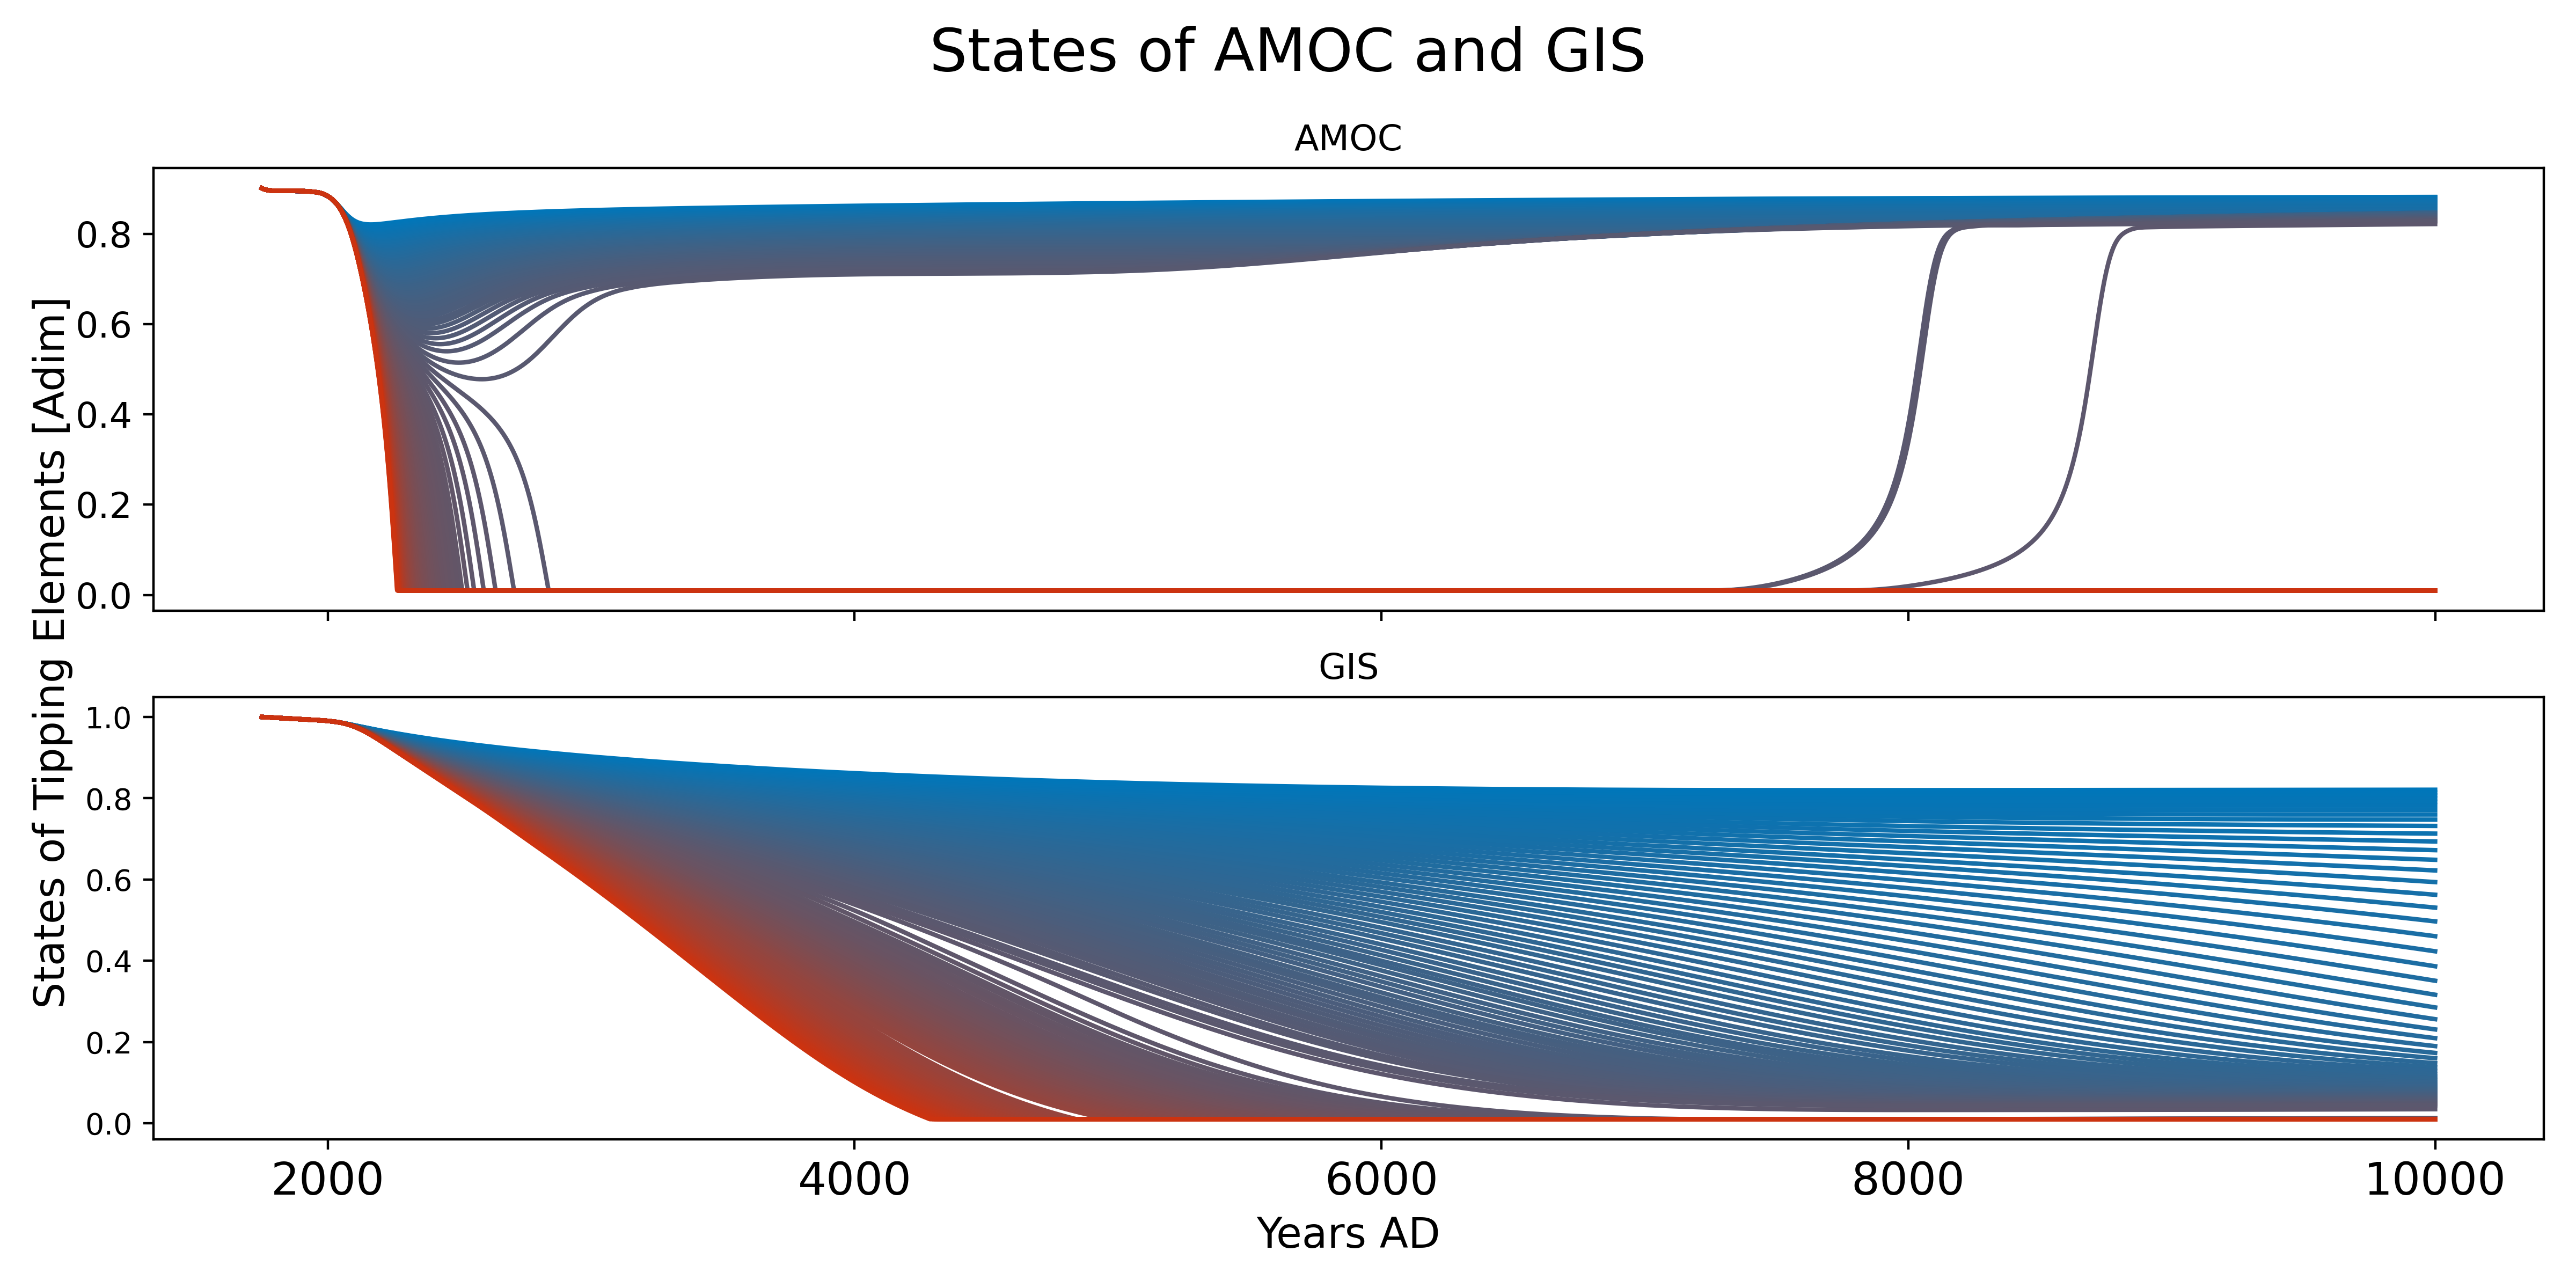 States of AMOC and GIS
AMOC
0.8
0.6
0.4
0.2
0.0
States of Tipping Elements [Adim]
GIS
1.0
0.8
0.6
0.4
0.2
0.0
2000 4000 6000 8000 10000
Years AD